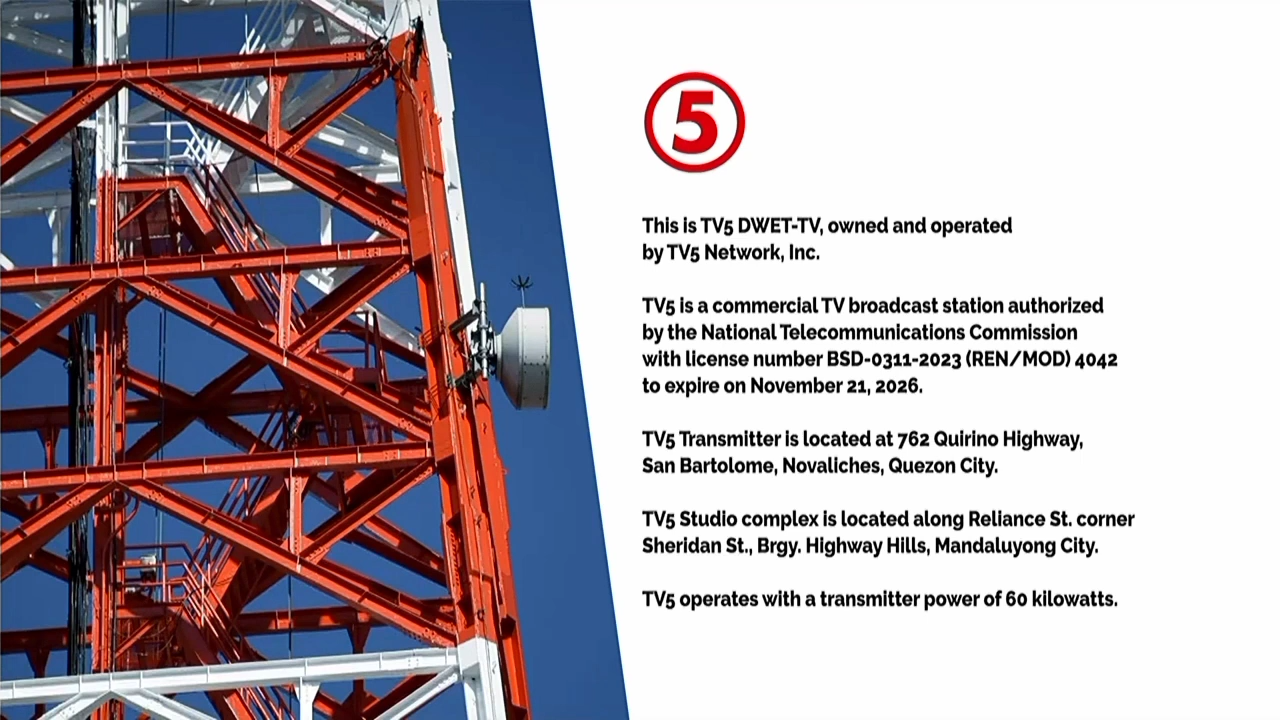 5
This is TV5 DWET-TV, owned and operated
by TV5 Network, Inc.
TV5 is a commercial TV broadcast station authorized
by the National Telecommunications Commission
with license number BSD-0311-2023 (REN/MOD) 4042
to expire on November 21, 2026.
TV5 Transmitter is located at 762 Quirino Highway,
San Bartolome, Novaliches, Quezon City.
TV5 Studio complex is located along Reliance St. corner
Sheridan St., Brgy. Highway Hills, Mandaluyong City.
TV5 operates with a transmitter power of 60 kilowatts.